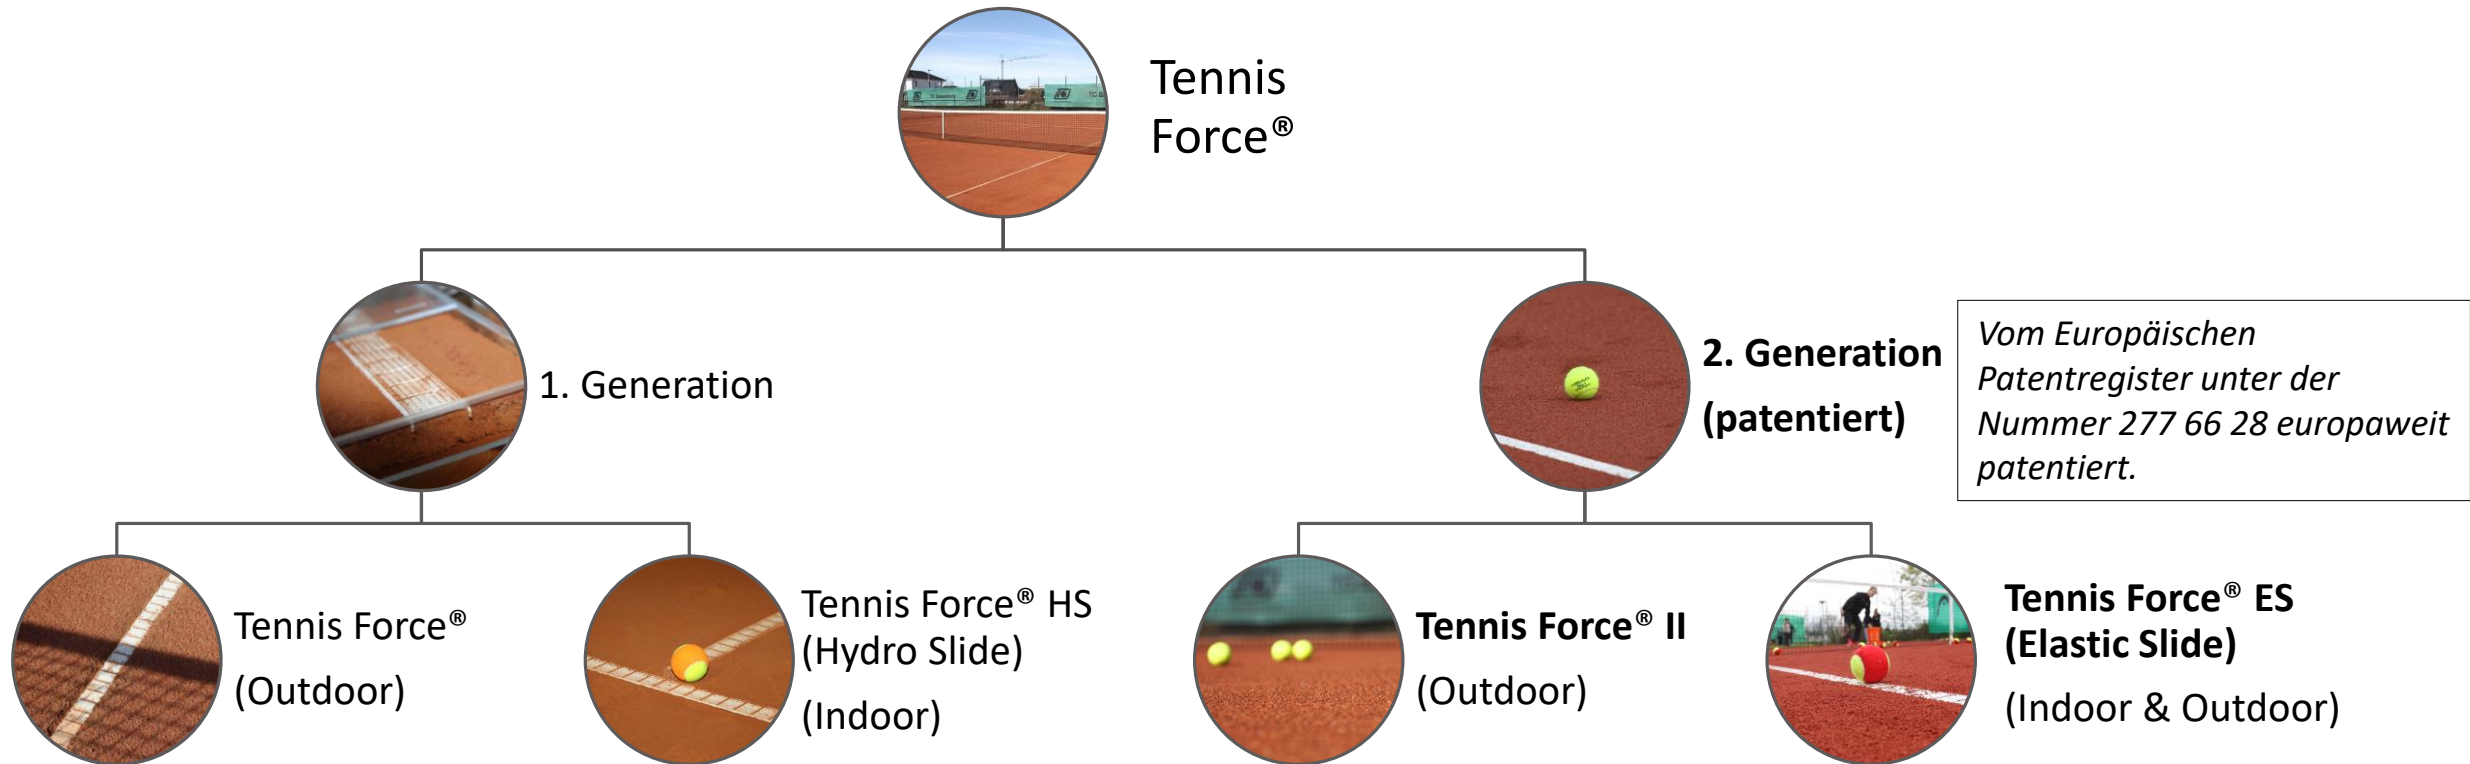 Tennis
Force®
1. Generation
2. Generation
(patentiert)
Vom Europäischen
Patentregister unter der
Nummer 277 66 28 europaweit
patentiert.
Tennis Force®
(Outdoor)
Tennis Force® HS
(Hydro Slide)
(Indoor)
Tennis Force® II
(Outdoor)
Tennis Force® ES
(Elastic Slide)
(Indoor & Outdoor)